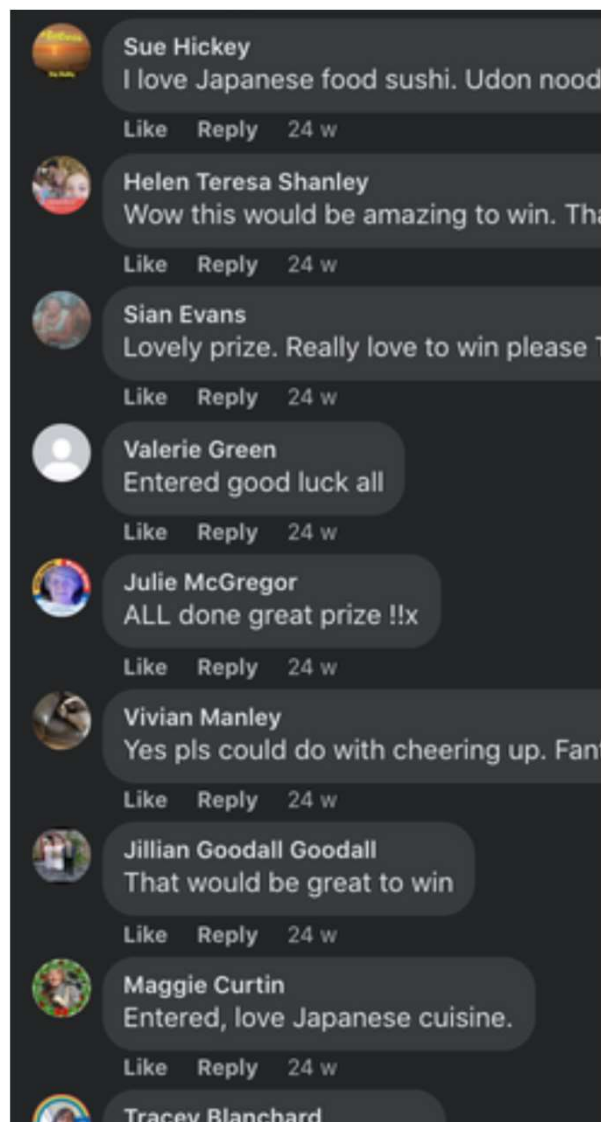 Sue Hickey
I love Japanese food sushi. Udon nood
Like Reply 24 w
Helen Teresa Shanley
Wow this would be amazing to win. Tha
Like Reply 24 w
Sian Evans
Lovely prize. Really love to win please T
Like Reply 24 w
Valerie Green
Entered good luck all
Like Reply 24 w
Julie McGregor
ALL done great prize !!x
Like Reply 24 w
Vivian Manley
Yes pls could do with cheering up. Fant
Like Reply 24 w
Jillian Goodall Goodall
That would be great to win
Like Reply 24 w
Maggie Curtin
Entered, love Japanese cuisine.
Like Reply 24 w
Tracey Blanchard